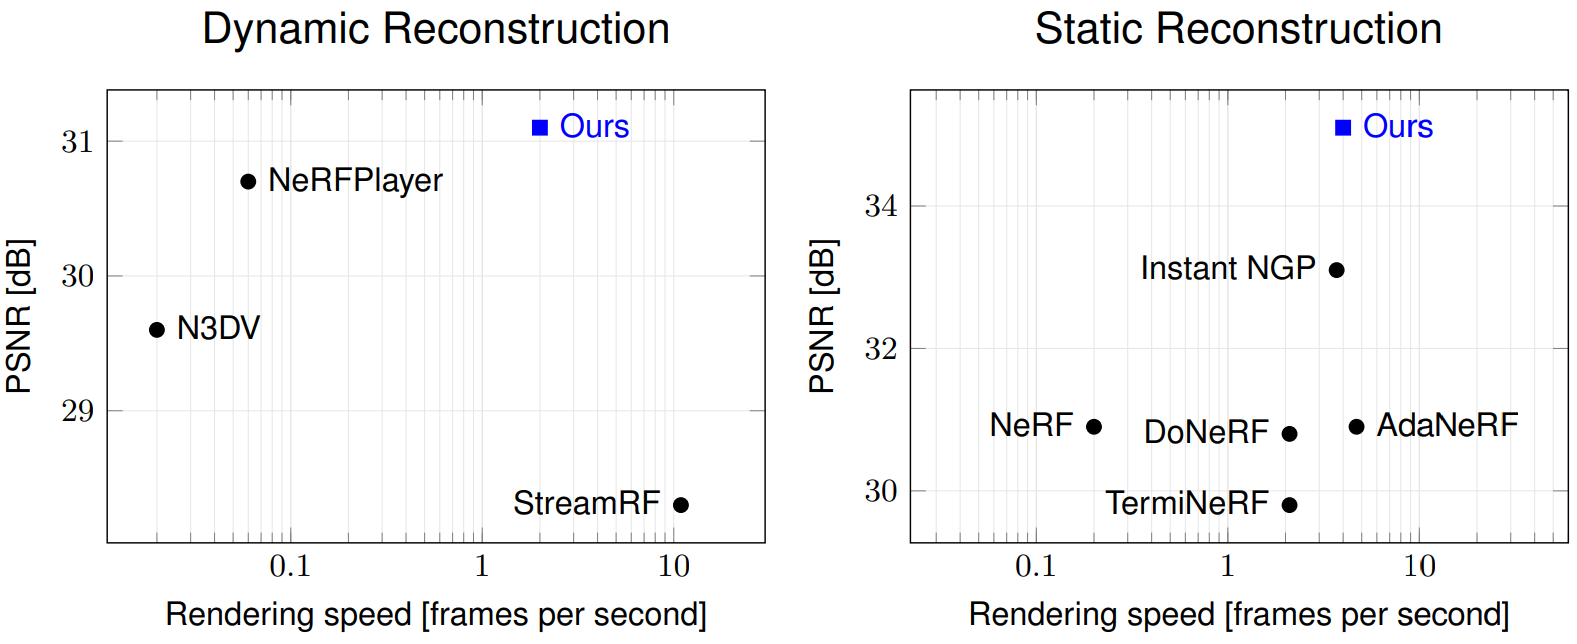 Dynamic Reconstruction
31
30
29
PSNR [dB]
Ours
NeRFPlayer
N3DV
StreamRF
0.1
1
10
Rendering speed [frames per second]
Static Reconstruction
34
32
30
PSNR [dB]
Ours
Instant NGP
NeRF
DoNeRF
AdaNeRF
TermiNeRF
0.1
1
10
Rendering speed [frames per second]